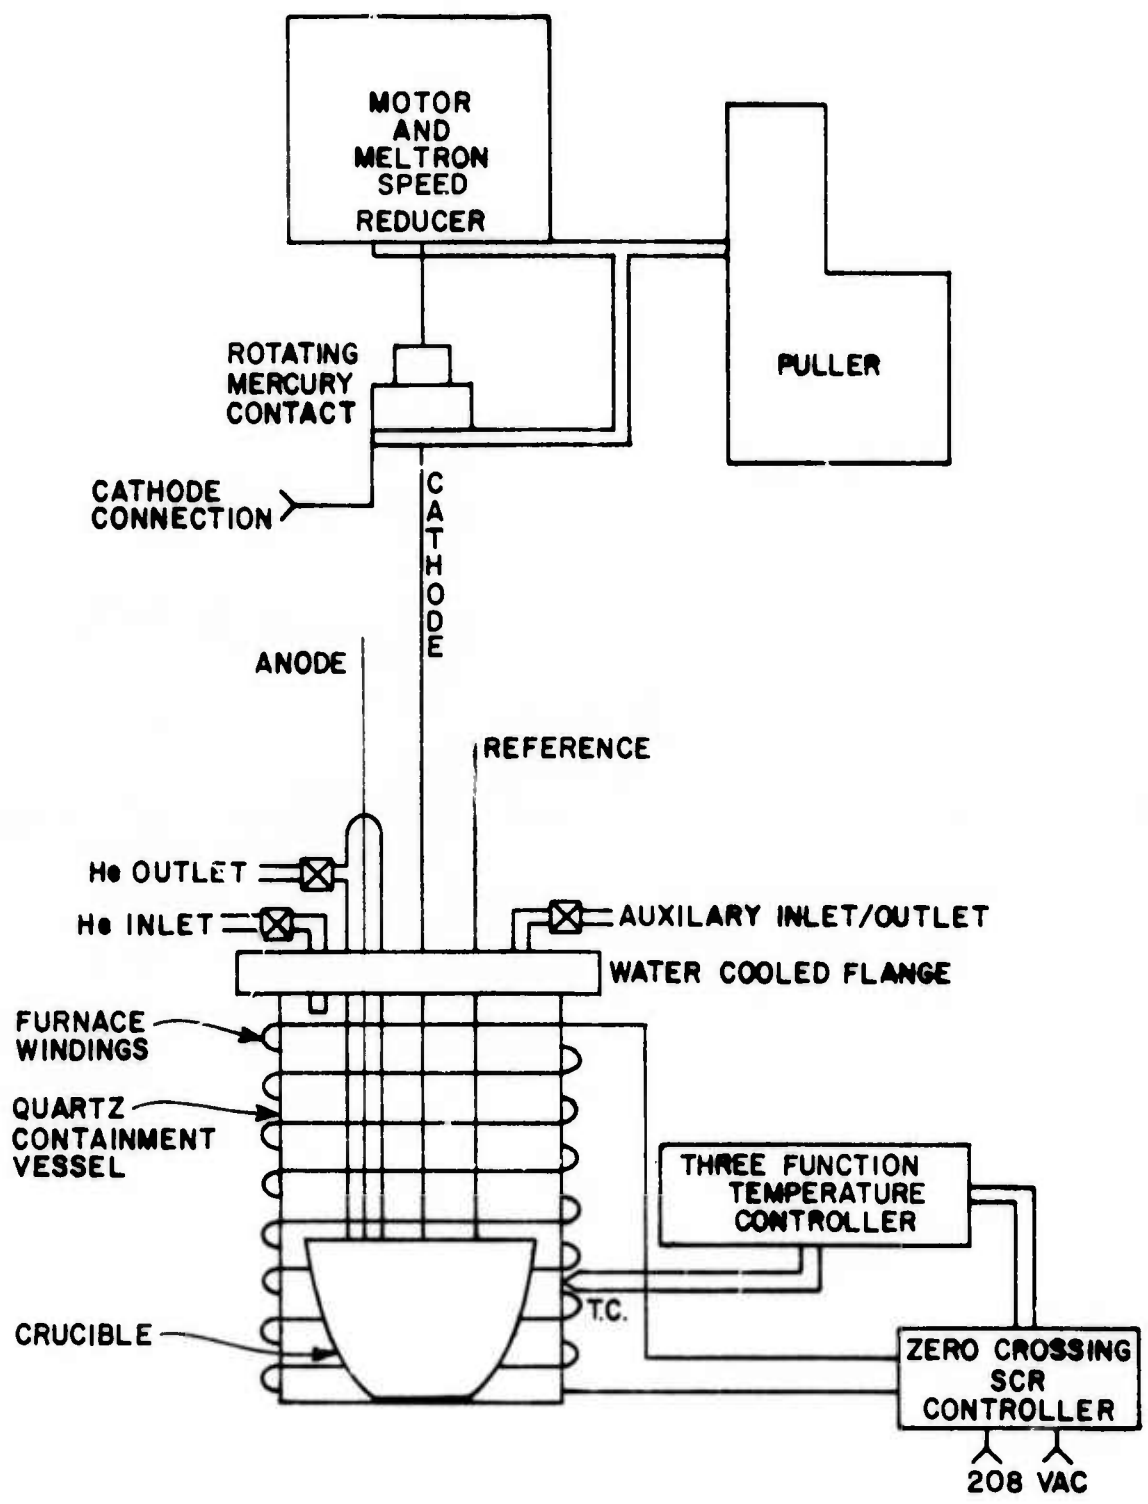 MOTOR
AND
MELTRON
SPEED
REDUCER
PULLER
ROTATING
MERCURY
CONTACT
CATHODE
CONNECTION
CATHODE
ANODE
REFERENCE
He OUTLET
He INLET
AUXILARY INLET/OUTLET
WATER COOLED FLANGE
FURNACE
WINDINGS
QUARTZ
CONTAINMENT
VESSEL
THREE FUNCTION
TEMPERATURE
CONTROLLER
T.C.
CRUCIBLE
ZERO CROSSING
SCR
CONTROLLER
208 VAC